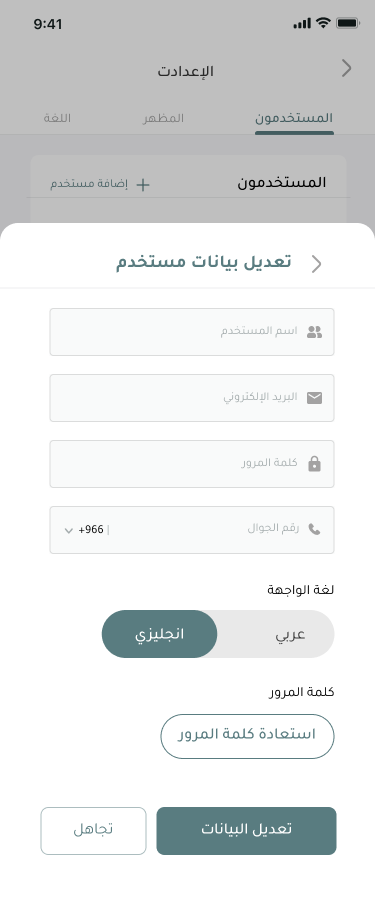 9:41
الإعدادت
المستخدمون
المظهر
اللغة
المستخدمون
إضافة مستخدم
تعديل بيانات مستخدم
اسم المستخدم
البريد الإلكتروني
كلمة المرور
رقم الجوال
+966
لغة الواجهة
عربي
انجليزي
كلمة المرور
استعادة كلمة المرور
تعديل البيانات
تجاهل